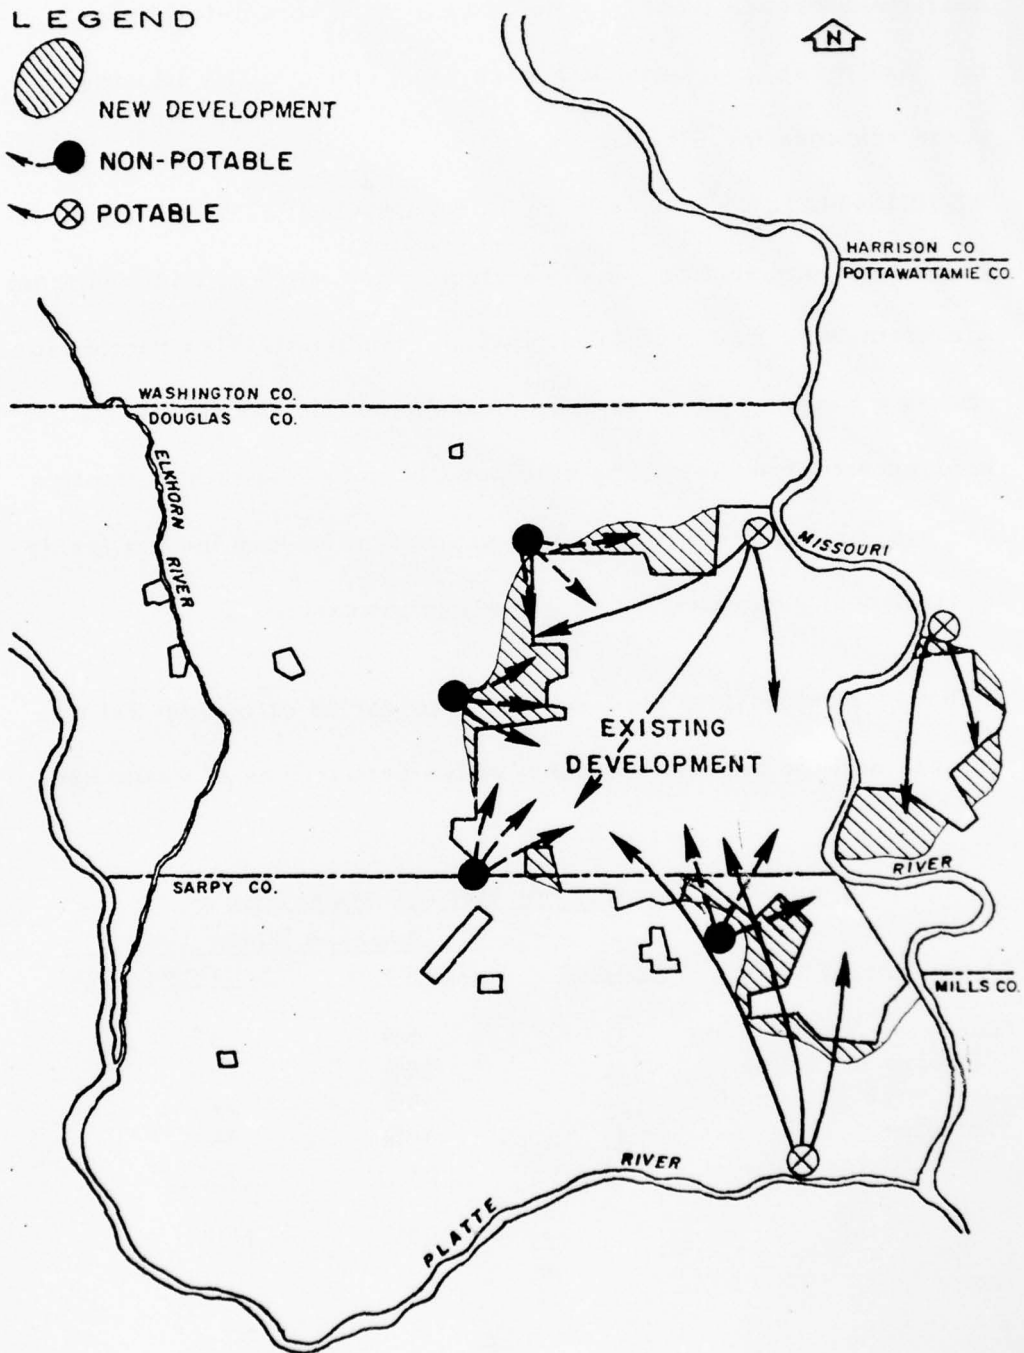 LEGEND
N
NEW DEVELOPMENT
NON-POTABLE
POTABLE
HARRISON CO
POTTAWATTAMIE CO.
WASHINGTON CO.
DOUGLAS CO.
ELKHORN RIVER
MISSOURI
EXISTING
DEVELOPMENT
RIVER
SARPY CO.
MILLS CO.
RIVER
PLATTE